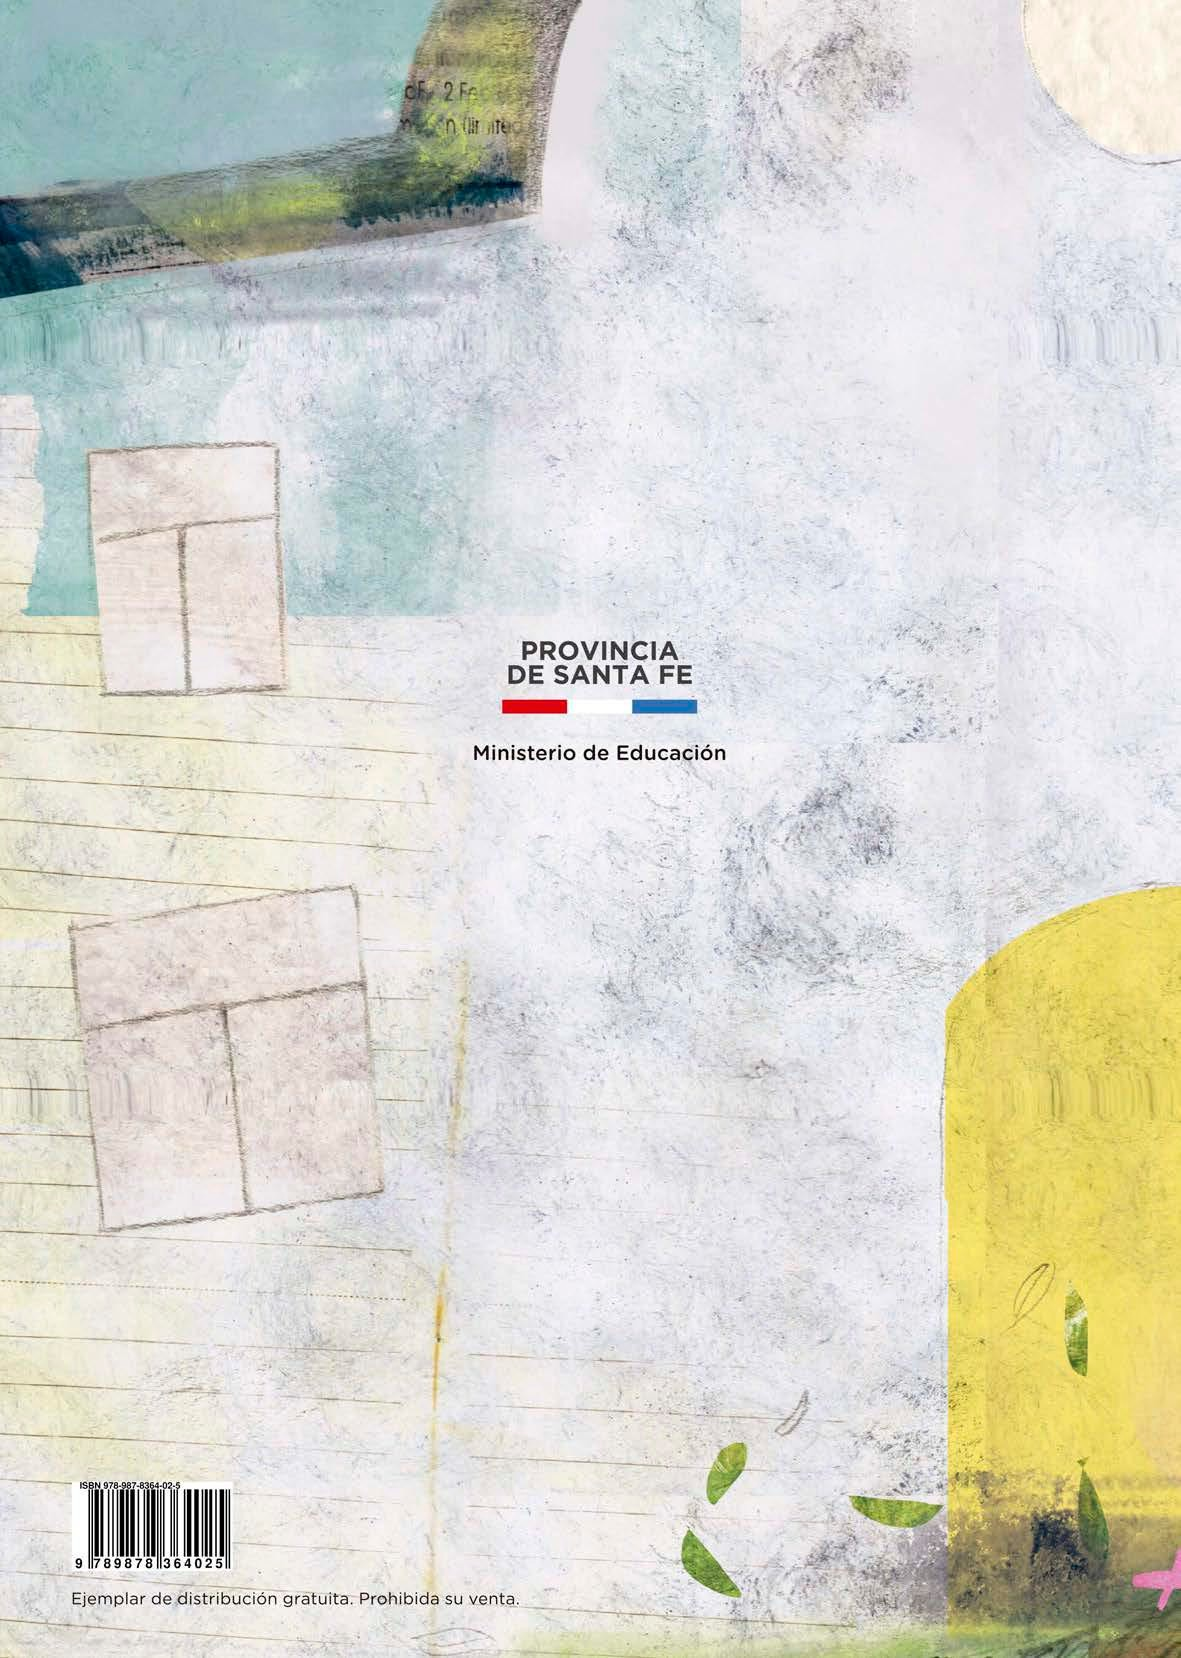 2
PROVINCIA
DE SANTA FE
Ministerio de Educación
ISBN 978-987-8364-02-5
9 789878 364025
Ejemplar de distribución gratuita. Prohibida su venta.